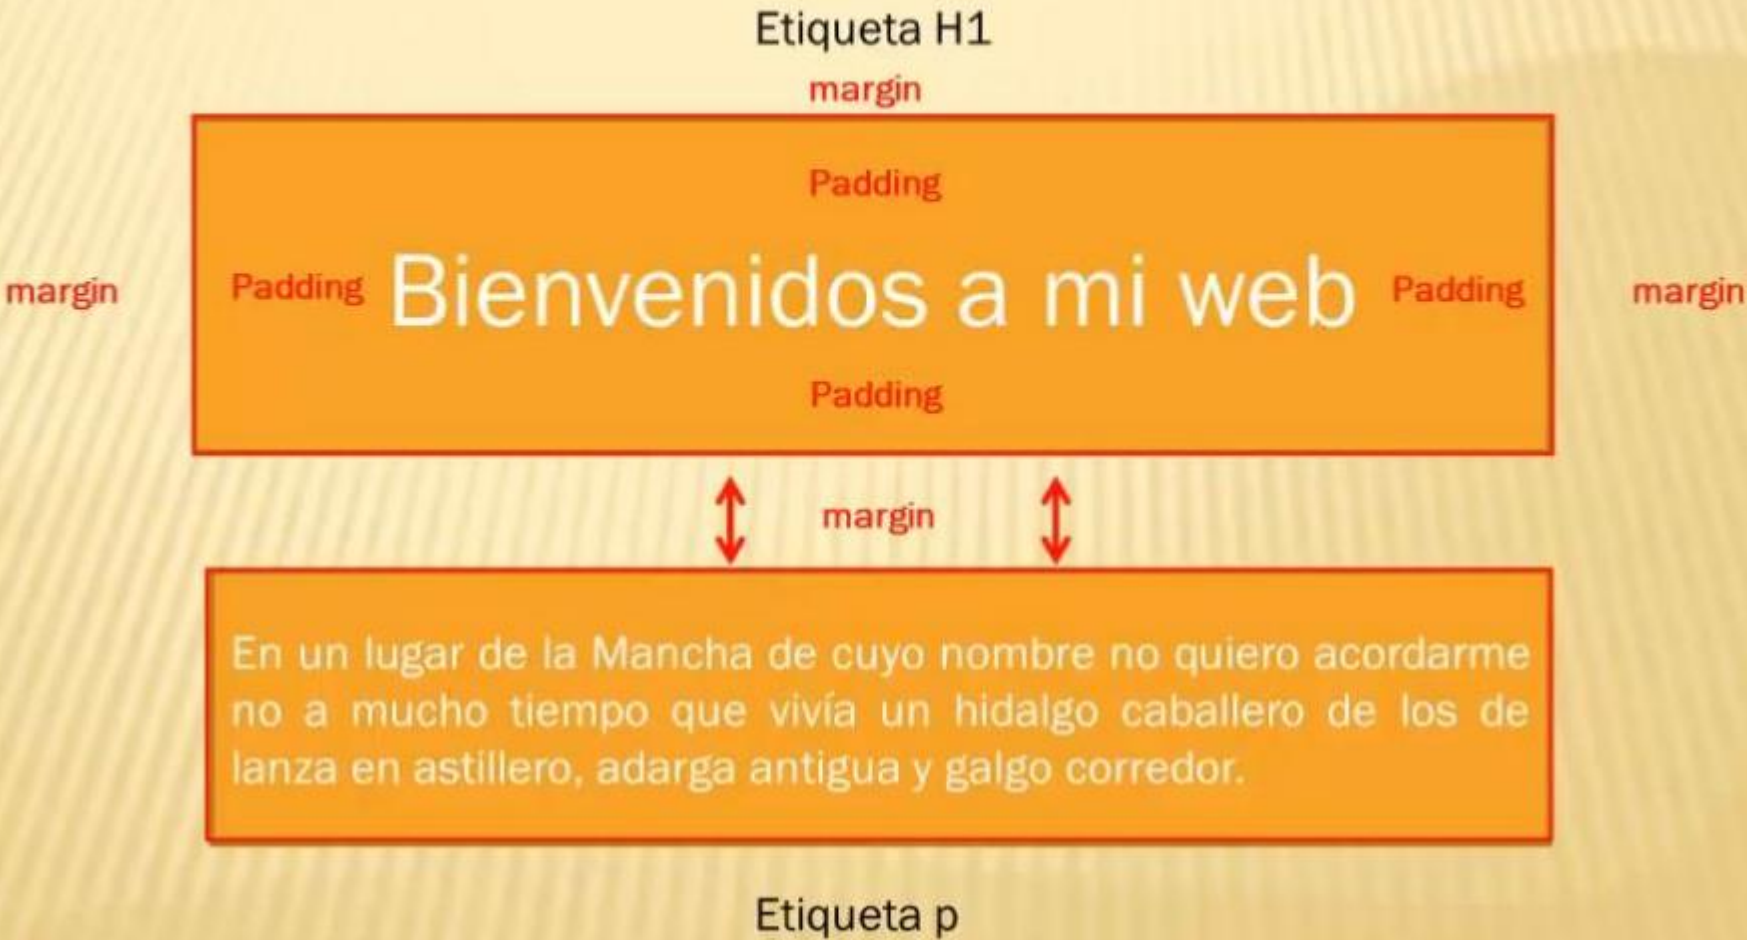 Etiqueta H1
margin
Padding
margin
Padding
Bienvenidos a mi web
Padding
margin
Padding
margin
En un lugar de la Mancha de cuyo nombre no quiero acordarme
no a mucho tiempo que vivía un hidalgo caballero de los de
lanza en astillero, adarga antigua y galgo corredor.
Etiqueta p